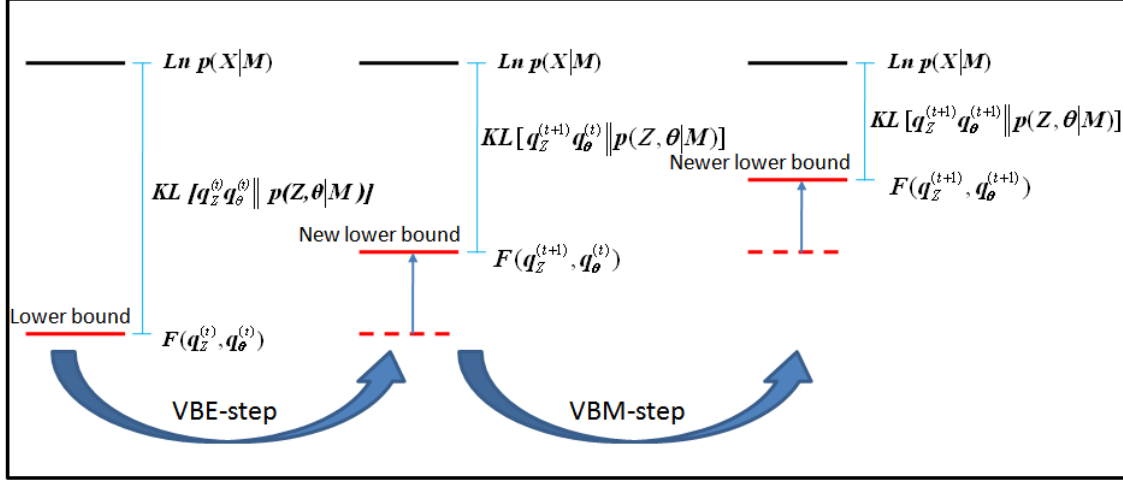 Ln p(X|M)
KL [q_Z^{(t)} q_θ^{(t)} ‖ p(Z,θ|M)]
Lower bound
F(q_Z^{(t)}, q_θ^{(t)})
VBE-step
Ln p(X|M)
KL [q_Z^{(t+1)} q_θ^{(t)} ‖ p(Z,θ|M)]
New lower bound
F(q_Z^{(t+1)}, q_θ^{(t)})
VBM-step
Ln p(X|M)
KL [q_Z^{(t+1)} q_θ^{(t+1)} ‖ p(Z,θ|M)]
Newer lower bound
F(q_Z^{(t+1)}, q_θ^{(t+1)})